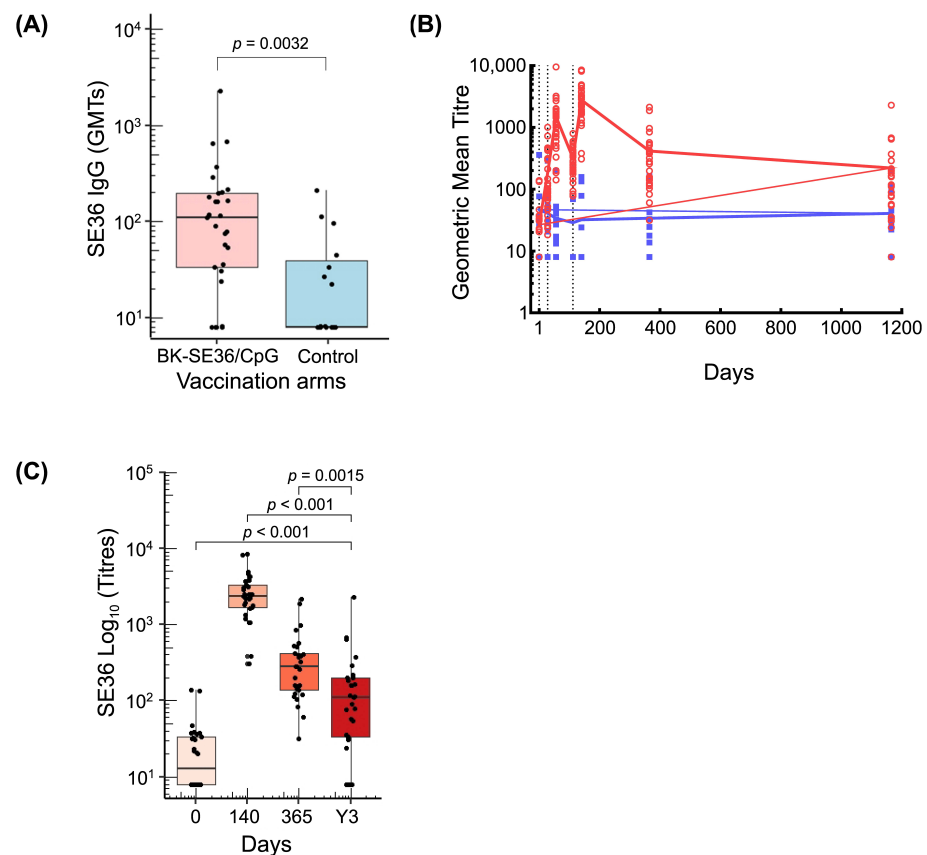 (A)
SE36 IgG (GMTs)
10⁴
10³
10²
10¹
p = 0.0032
BK-SE36/CpG Control
Vaccination arms
(B)
Geometric Mean Titre
10,000
1000
100
10
1
1 200 400 600 800 1000 1200
Days
(C)
SE36 Log₁₀ (Titres)
10⁵
10⁴
10³
10²
10¹
p = 0.0015
p < 0.001
p < 0.001
0 140 365 Y3
Days